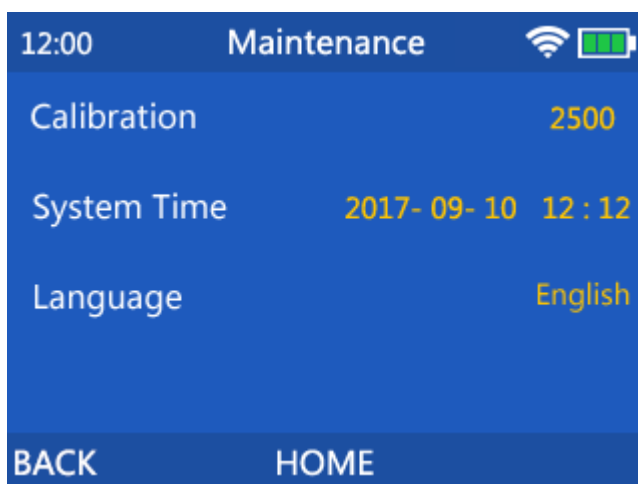 12:00 Maintenance
Calibration 2500
System Time 2017- 09- 10 12 : 12
Language English
BACK HOME